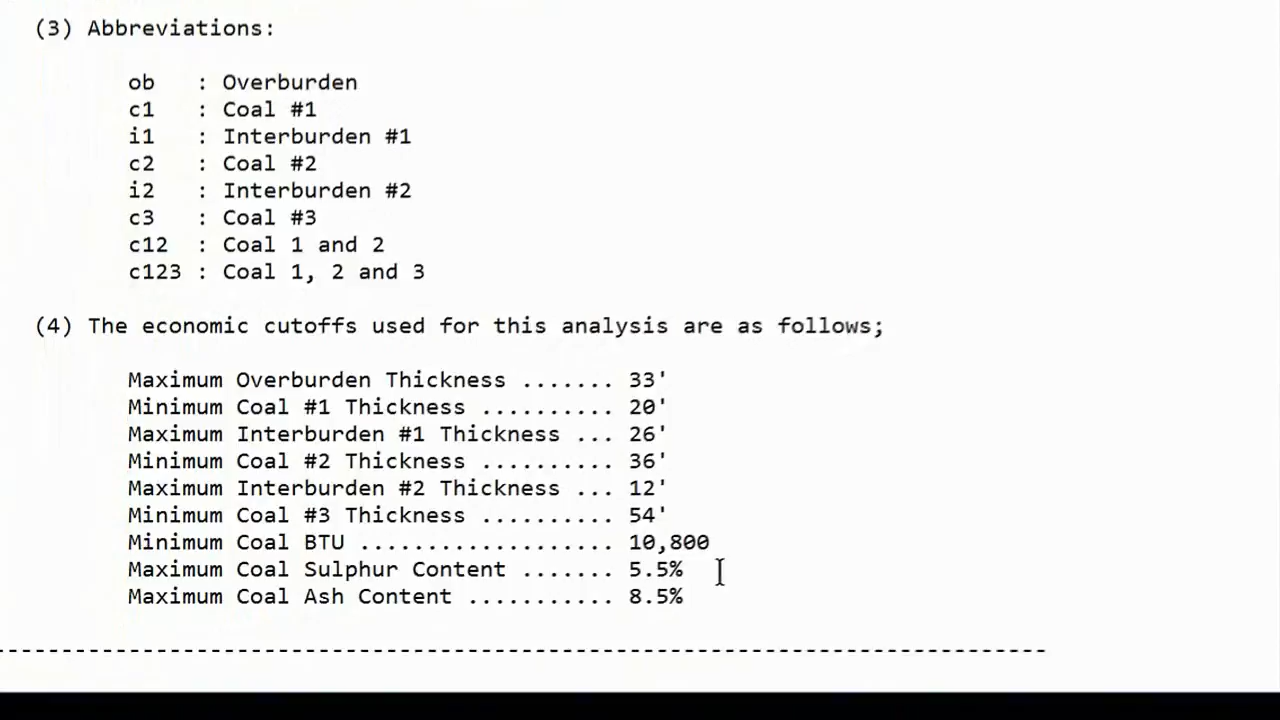 (3) Abbreviations:
ob : Overburden
c1 : Coal #1
i1 : Interburden #1
c2 : Coal #2
i2 : Interburden #2
c3 : Coal #3
c12 : Coal 1 and 2
c123 : Coal 1, 2 and 3
(4) The economic cutoffs used for this analysis are as follows;
Maximum Overburden Thickness ....... 33'
Minimum Coal #1 Thickness .......... 20'
Maximum Interburden #1 Thickness ... 26'
Minimum Coal #2 Thickness .......... 36'
Maximum Interburden #2 Thickness ... 12'
Minimum Coal #3 Thickness .......... 54'
Minimum Coal BTU ................... 10,800
Maximum Coal Sulphur Content ....... 5.5%
Maximum Coal Ash Content ........... 8.5%